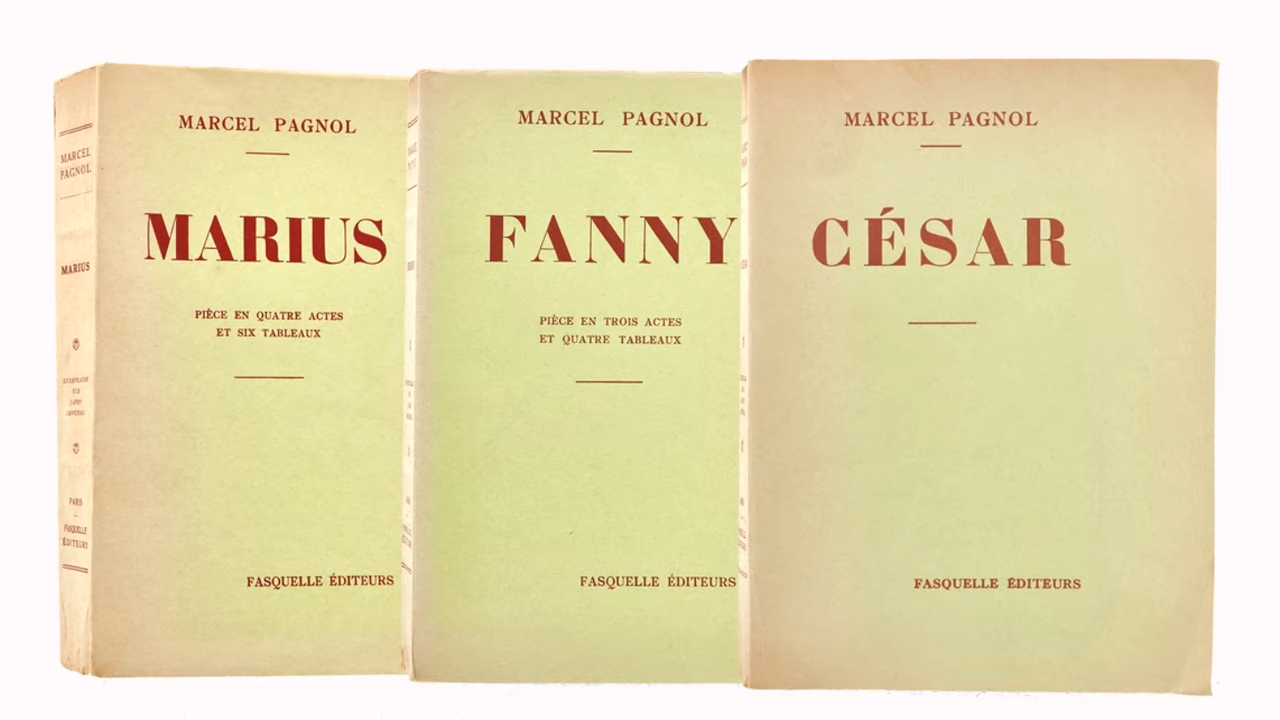 MARCEL
PAGNOL
MARIUS
PARIS
FASQUELLE
ÉDITEURS
MARCEL PAGNOL
MARIUS
PIÈCE EN QUATRE ACTES
ET SIX TABLEAUX
FASQUELLE ÉDITEURS
MARCEL PAGNOL
FANNY
PIÈCE EN TROIS ACTES
ET QUATRE TABLEAUX
FASQUELLE ÉDITEURS
MARCEL PAGNOL
CÉSAR
FASQUELLE ÉDITEURS